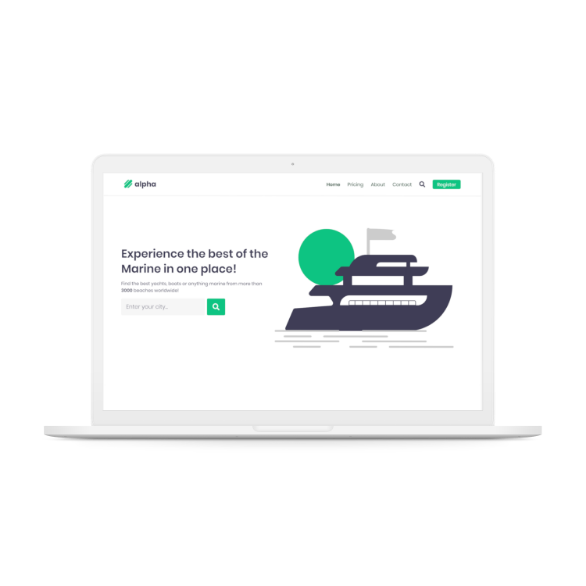 alpha
Home Pricing About Contact Register
Experience the best of the
Marine in one place!
Find the best yachts, boats or anything marine from more than
3000 beaches worldwide!
Enter your city...